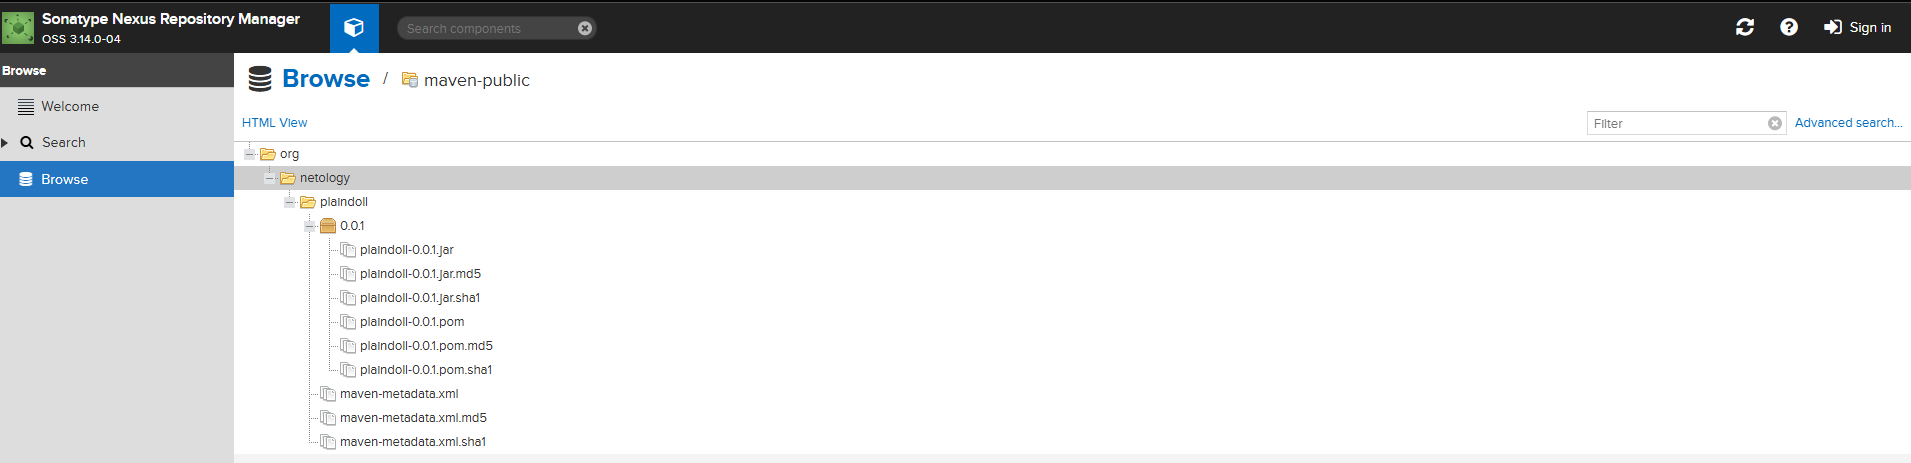 Sonatype Nexus Repository Manager
OSS 3.14.0-04
Search components
Sign in
Browse
Welcome
Search
Browse
Browse / maven-public
HTML View
Filter
Advanced search...
org
netology
plaindoll
0.0.1
plaindoll-0.0.1.jar
plaindoll-0.0.1.jar.md5
plaindoll-0.0.1.jar.sha1
plaindoll-0.0.1.pom
plaindoll-0.0.1.pom.md5
plaindoll-0.0.1.pom.sha1
maven-metadata.xml
maven-metadata.xml.md5
maven-metadata.xml.sha1